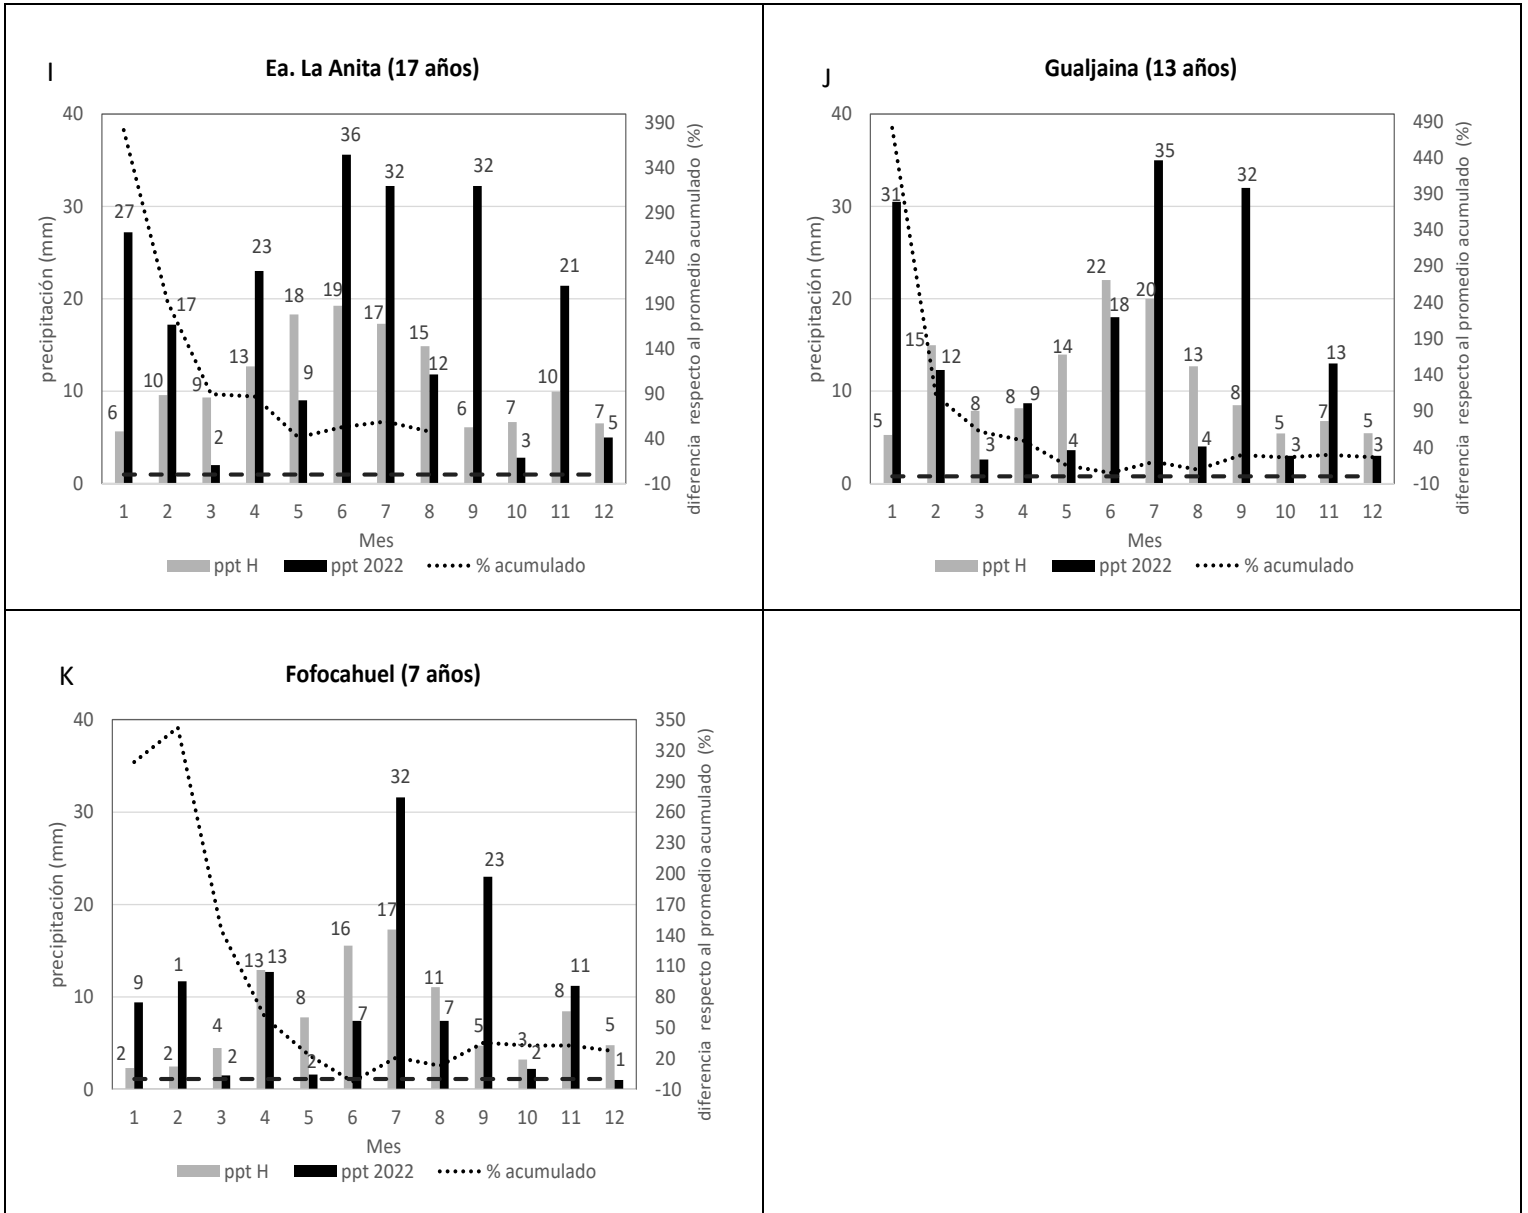 I
Ea. La Anita (17 años)
40
30
20
10
0
precipitación (mm)
390
340
290
240
190
140
90
40
-10
diferencia respecto al promedio acumulado (%)
6 27 10 17 9 2 13 23 18 9 19 36 17 32 15 12 6 32 7 3 10 21 7 5
1 2 3 4 5 6 7 8 9 10 11 12
Mes
ppt H ppt 2022 % acumulado
J
Gualjaina (13 años)
40
30
20
10
0
precipitación (mm)
490
440
390
340
290
240
190
140
90
40
-10
diferencia respecto al promedio acumulado (%)
5 31 15 12 8 3 8 9 14 4 22 18 20 35 13 4 8 32 5 3 7 13 5 3
1 2 3 4 5 6 7 8 9 10 11 12
Mes
ppt H ppt 2022 % acumulado
K
Fofocahuel (7 años)
40
30
20
10
0
precipitación (mm)
350
320
290
260
230
200
170
140
110
80
50
20
-10
diferencia respecto al promedio acumulado (%)
2 9 2 1 4 2 13 13 8 2 16 7 17 32 11 7 5 23 3 2 8 11 5 1
1 2 3 4 5 6 7 8 9 10 11 12
Mes
ppt H ppt 2022 % acumulado